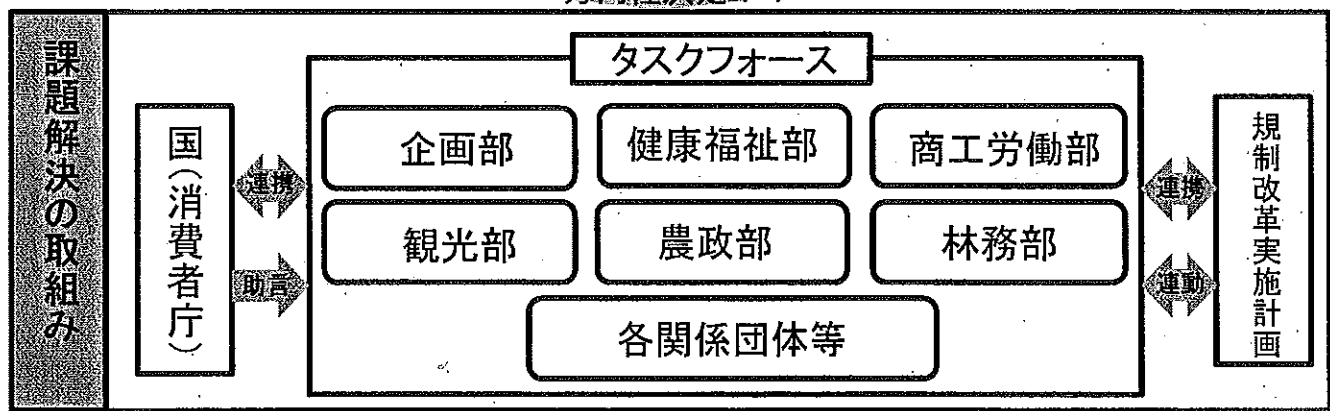 課題解決の取組み
タスクフォース
国(消費者庁)
連携
助言
企画部
健康福祉部
商工労働部
観光部
農政部
林務部
各関係団体等
連携
連動
規制改革実施計画